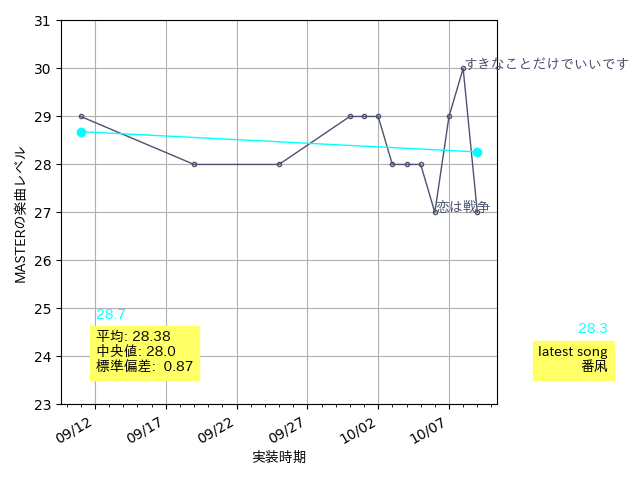 31
30
すきなことだけでいいです
29
28
27
恋は戦争
26
25
24
23
MASTERの楽曲レベル
28.7
平均: 28.38
中央値: 28.0
標準偏差: 0.87
28.3
latest song
番凩
09/12
09/17
09/22
09/27
10/02
10/07
実装時期